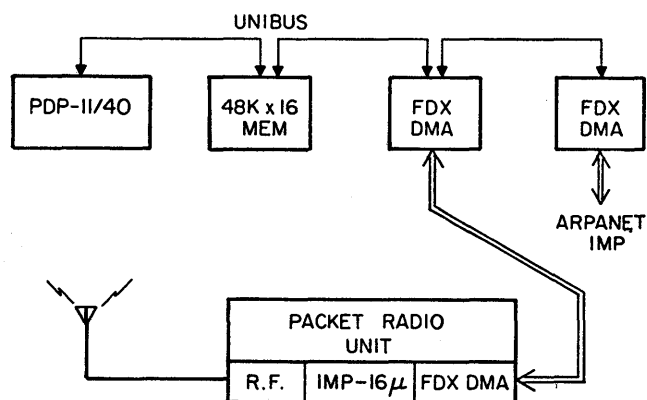 UNIBUS
PDP-11/40
48K x 16
MEM
FDX
DMA
FDX
DMA
ARPANET
IMP
PACKET RADIO
UNIT
R.F.
IMP-16μ
FDX DMA